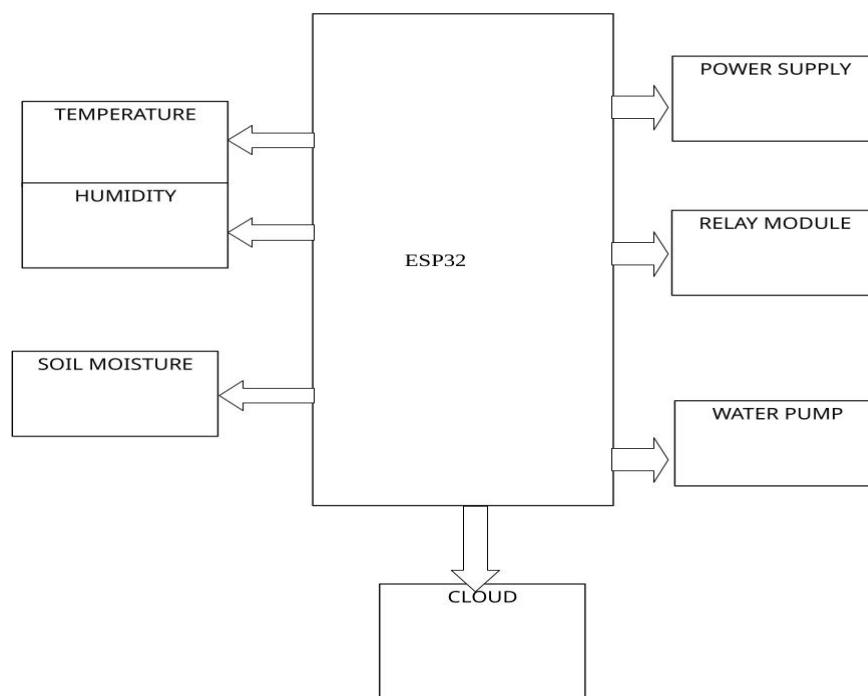 POWER SUPPLY
TEMPERATURE
HUMIDITY
RELAY MODULE
ESP32
SOIL MOISTURE
WATER PUMP
CLOUD